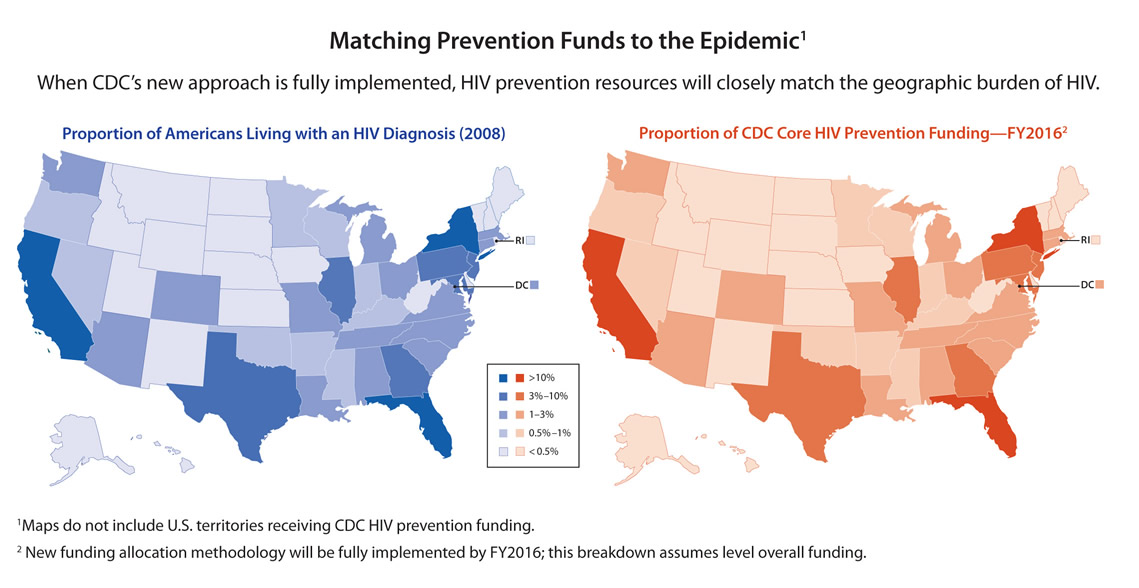 Matching Prevention Funds to the Epidemic¹
When CDC’s new approach is fully implemented, HIV prevention resources will closely match the geographic burden of HIV.
Proportion of Americans Living with an HIV Diagnosis (2008)
Proportion of CDC Core HIV Prevention Funding—FY2016²
RI
DC
RI
DC
>10%
3%–10%
1–3%
0.5%–1%
< 0.5%
¹Maps do not include U.S. territories receiving CDC HIV prevention funding.
² New funding allocation methodology will be fully implemented by FY2016; this breakdown assumes level overall funding.